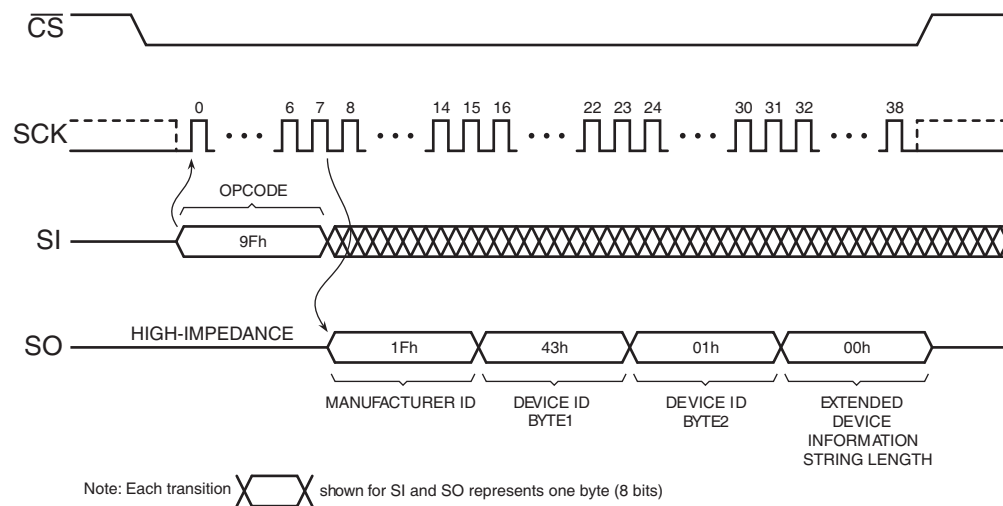 CS
0 6 7 8 14 15 16 22 23 24 30 31 32 38
SCK
OPCODE
SI 9Fh
HIGH-IMPEDANCE
SO 1Fh 43h 01h 00h
MANUFACTURER ID DEVICE ID DEVICE ID EXTENDED
BYTE1 BYTE2 DEVICE
INFORMATION
STRING LENGTH
Note: Each transition shown for SI and SO represents one byte (8 bits)